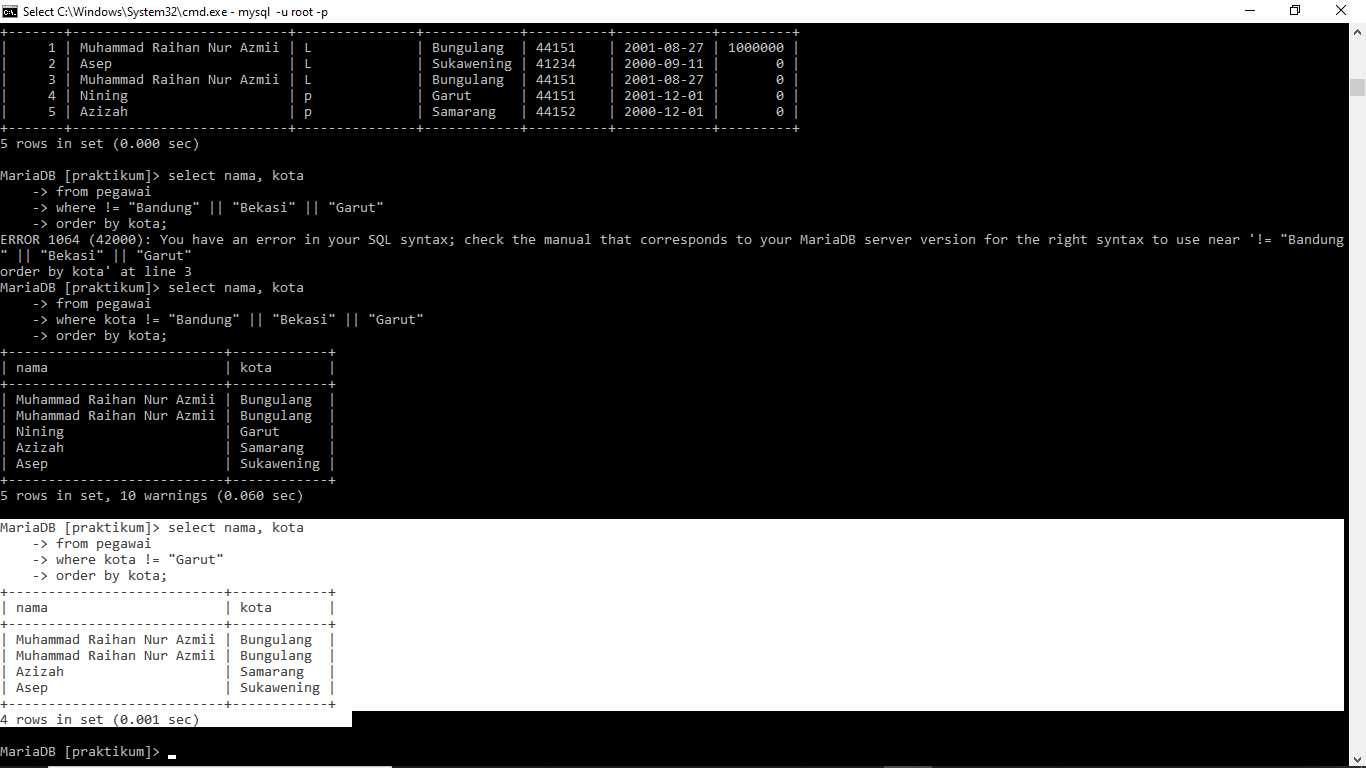 Select C:\Windows\System32\cmd.exe - mysql  -u root -p
+-------+---------------------------+---------------+------------+----------+------------+---------+
|     1 | Muhammad Raihan Nur Azmii | L             | Bungulang  | 44151    | 2001-08-27 | 1000000 |
|     2 | Asep                      | L             | Sukawening | 41234    | 2000-09-11 |       0 |
|     3 | Muhammad Raihan Nur Azmii | L             | Bungulang  | 44151    | 2001-08-27 |       0 |
|     4 | Nining                    | p             | Garut      | 44151    | 2001-12-01 |       0 |
|     5 | Azizah                    | p             | Samarang   | 44152    | 2000-12-01 |       0 |
+-------+---------------------------+---------------+------------+----------+------------+---------+
5 rows in set (0.000 sec)
MariaDB [praktikum]> select nama, kota
    -> from pegawai
    -> where != "Bandung" || "Bekasi" || "Garut"
    -> order by kota;
ERROR 1064 (42000): You have an error in your SQL syntax; check the manual that corresponds to your MariaDB server version for the right syntax to use near '!= "Bandung
" || "Bekasi" || "Garut"
order by kota' at line 3
MariaDB [praktikum]> select nama, kota
    -> from pegawai
    -> where kota != "Bandung" || "Bekasi" || "Garut"
    -> order by kota;
+---------------------------+------------+
| nama                      | kota       |
+---------------------------+------------+
| Muhammad Raihan Nur Azmii | Bungulang  |
| Muhammad Raihan Nur Azmii | Bungulang  |
| Nining                    | Garut      |
| Azizah                    | Samarang   |
| Asep                      | Sukawening |
+---------------------------+------------+
5 rows in set, 10 warnings (0.060 sec)
MariaDB [praktikum]> select nama, kota
    -> from pegawai
    -> where kota != "Garut"
    -> order by kota;
+---------------------------+------------+
| nama                      | kota       |
+---------------------------+------------+
| Muhammad Raihan Nur Azmii | Bungulang  |
| Muhammad Raihan Nur Azmii | Bungulang  |
| Azizah                    | Samarang   |
| Asep                      | Sukawening |
+---------------------------+------------+
4 rows in set (0.001 sec)
MariaDB [praktikum]> _